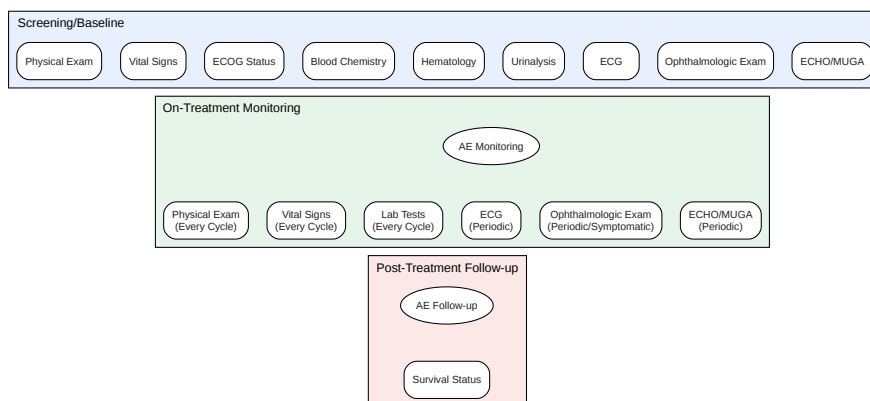 Screening/Baseline
Physical Exam
Vital Signs
ECOG Status
Blood Chemistry
Hematology
Urinalysis
ECG
Ophthalmologic Exam
ECHO/MUGA
On-Treatment Monitoring
AE Monitoring
Physical Exam
(Every Cycle)
Vital Signs
(Every Cycle)
Lab Tests
(Every Cycle)
ECG
(Periodic)
Ophthalmologic Exam
(Periodic/Symptomatic)
ECHO/MUGA
(Periodic)
Post-Treatment Follow-up
AE Follow-up
Survival Status